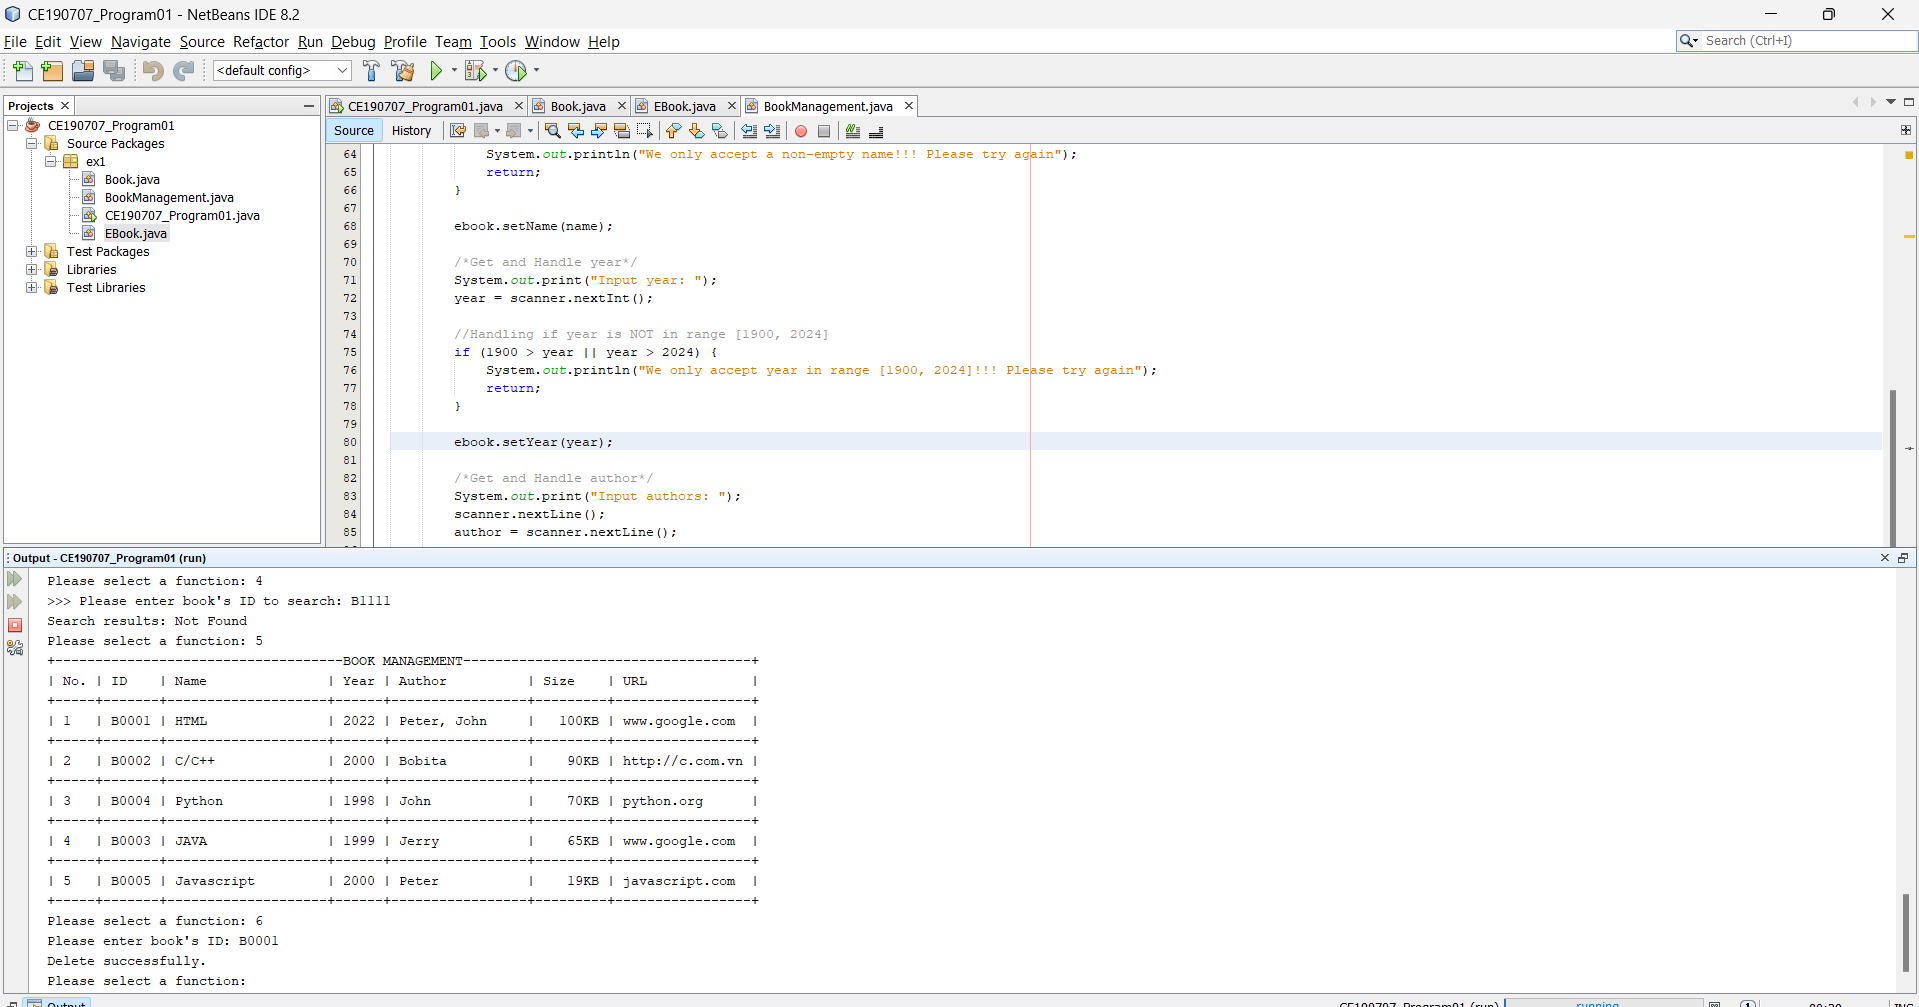 CE190707_Program01 - NetBeans IDE 8.2
File Edit View Navigate Source Refactor Run Debug Profile Team Tools Window Help
Search (Ctrl+I)
<default config>
Projects
CE190707_Program01
Source Packages
ex1
Book.java
BookManagement.java
CE190707_Program01.java
EBook.java
Test Packages
Libraries
Test Libraries
CE190707_Program01.java Book.java EBook.java BookManagement.java
Source History
64 System.out.println("We only accept a non-empty name!!! Please try again");
65 return;
66 }
67
68 ebook.setName(name);
69
70 /*Get and Handle year*/
71 System.out.print("Input year: ");
72 year = scanner.nextInt();
73
74 //Handling if year is NOT in range [1900, 2024]
75 if (1900 > year || year > 2024) {
76 System.out.println("We only accept year in range [1900, 2024]!!! Please try again");
77 return;
78 }
79
80 ebook.setYear(year);
81
82 /*Get and Handle author*/
83 System.out.print("Input authors: ");
84 scanner.nextLine();
85 author = scanner.nextLine();
Output - CE190707_Program01 (run)
Please select a function: 4
>>> Please enter book's ID to search: B1111
Search results: Not Found
Please select a function: 5
+------------------------------------BOOK MANAGEMENT------------------------------------+
| No. | ID | Name | Year | Author | Size | URL |
+-----+-------+--------------------+------+-----------------+---------+-----------------+
| 1 | B0001 | HTML | 2022 | Peter, John | 100KB | www.google.com |
+-----+-------+--------------------+------+-----------------+---------+-----------------+
| 2 | B0002 | C/C++ | 2000 | Bobita | 90KB | http://c.com.vn |
+-----+-------+--------------------+------+-----------------+---------+-----------------+
| 3 | B0004 | Python | 1998 | John | 70KB | python.org |
+-----+-------+--------------------+------+-----------------+---------+-----------------+
| 4 | B0003 | JAVA | 1999 | Jerry | 65KB | www.google.com |
+-----+-------+--------------------+------+-----------------+---------+-----------------+
| 5 | B0005 | Javascript | 2000 | Peter | 19KB | javascript.com |
+-----+-------+--------------------+------+-----------------+---------+-----------------+
Please select a function: 6
Please enter book's ID: B0001
Delete successfully.
Please select a function:
Output CE190707_Program01 (run) running